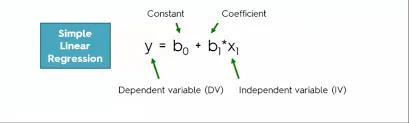 Constant
Coefficient
Simple
Linear
Regression
y = b₀ + b₁*x₁
Dependent variable (DV)
Independent variable (IV)